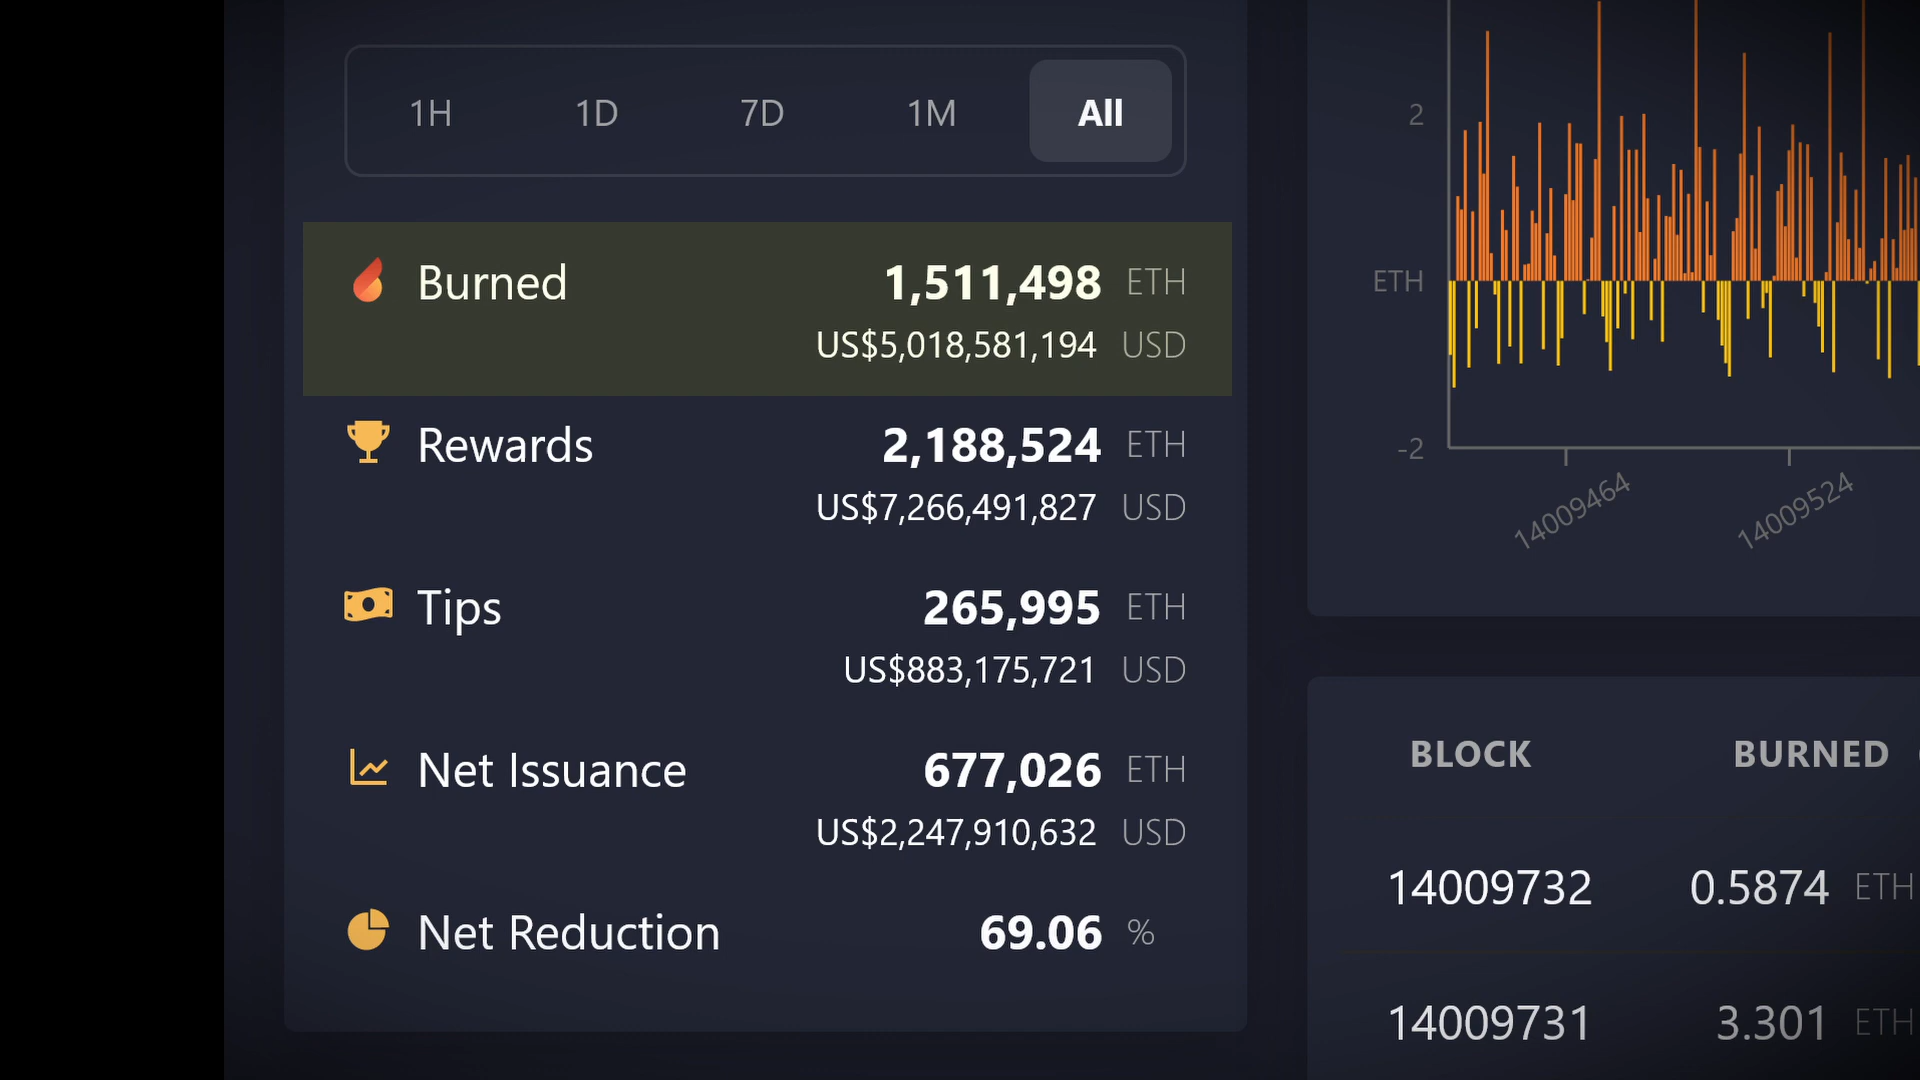 1H 1D 7D 1M All
Burned 1,511,498 ETH
US$5,018,581,194 USD
Rewards 2,188,524 ETH
US$7,266,491,827 USD
Tips 265,995 ETH
US$883,175,721 USD
Net Issuance 677,026 ETH
US$2,247,910,632 USD
Net Reduction 69.06 %
2
ETH
-2
14009464 14009524
BLOCK BURNED
14009732 0.5874 ETH
14009731 3.301 ETH